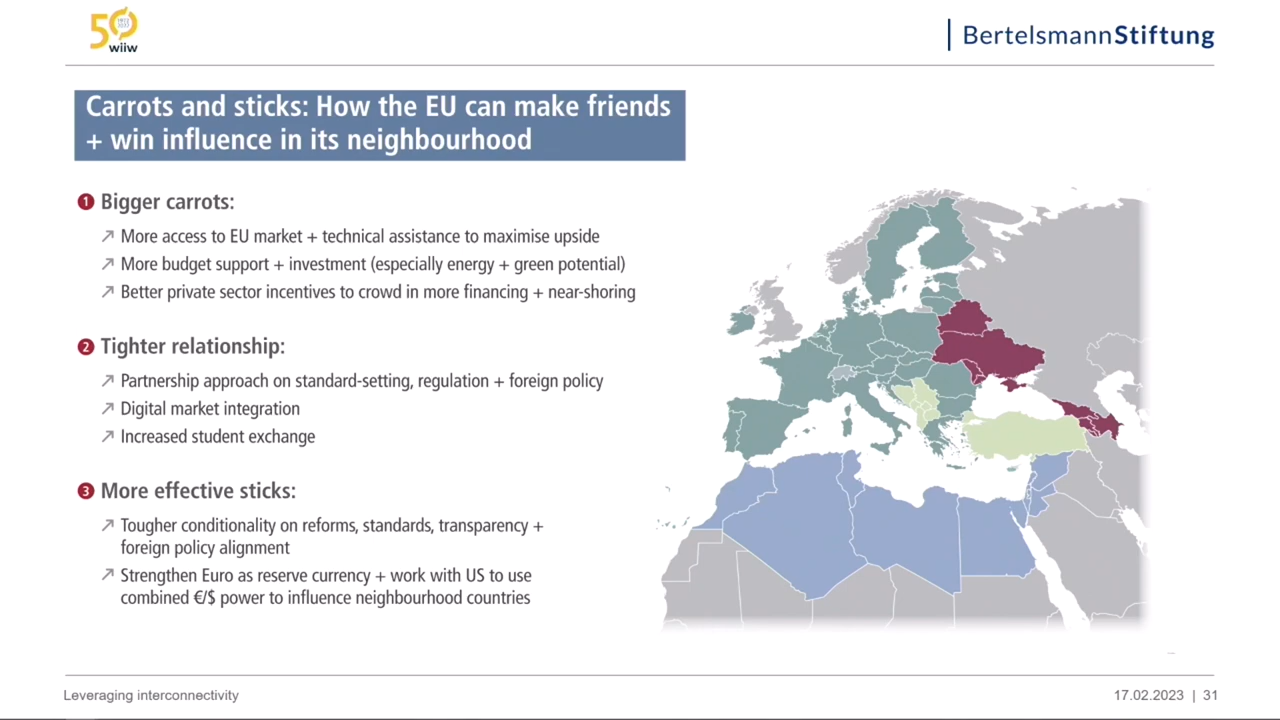 50
wiiw
BertelsmannStiftung
Carrots and sticks: How the EU can make friends
+ win influence in its neighbourhood
1 Bigger carrots:
↗ More access to EU market + technical assistance to maximise upside
↗ More budget support + investment (especially energy + green potential)
↗ Better private sector incentives to crowd in more financing + near-shoring
2 Tighter relationship:
↗ Partnership approach on standard-setting, regulation + foreign policy
↗ Digital market integration
↗ Increased student exchange
3 More effective sticks:
↗ Tougher conditionality on reforms, standards, transparency +
foreign policy alignment
↗ Strengthen Euro as reserve currency + work with US to use
combined €/$ power to influence neighbourhood countries
Leveraging interconnectivity
17.02.2023 | 31